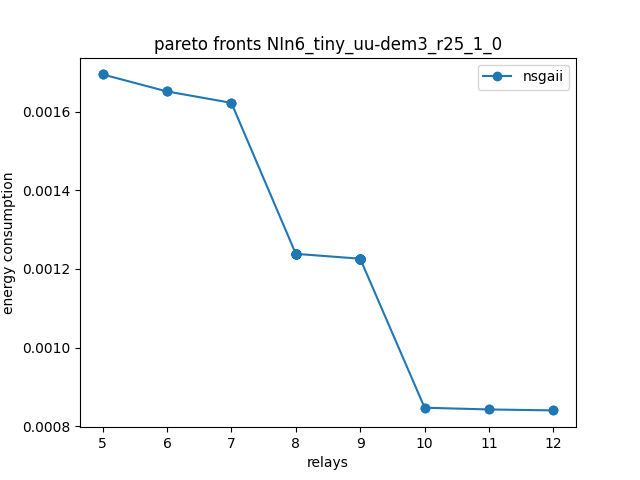 pareto fronts NIn6_tiny_uu-dem3_r25_1_0
nsgaii
energy consumption
0.0016
0.0014
0.0012
0.0010
0.0008
5 6 7 8 9 10 11 12
relays